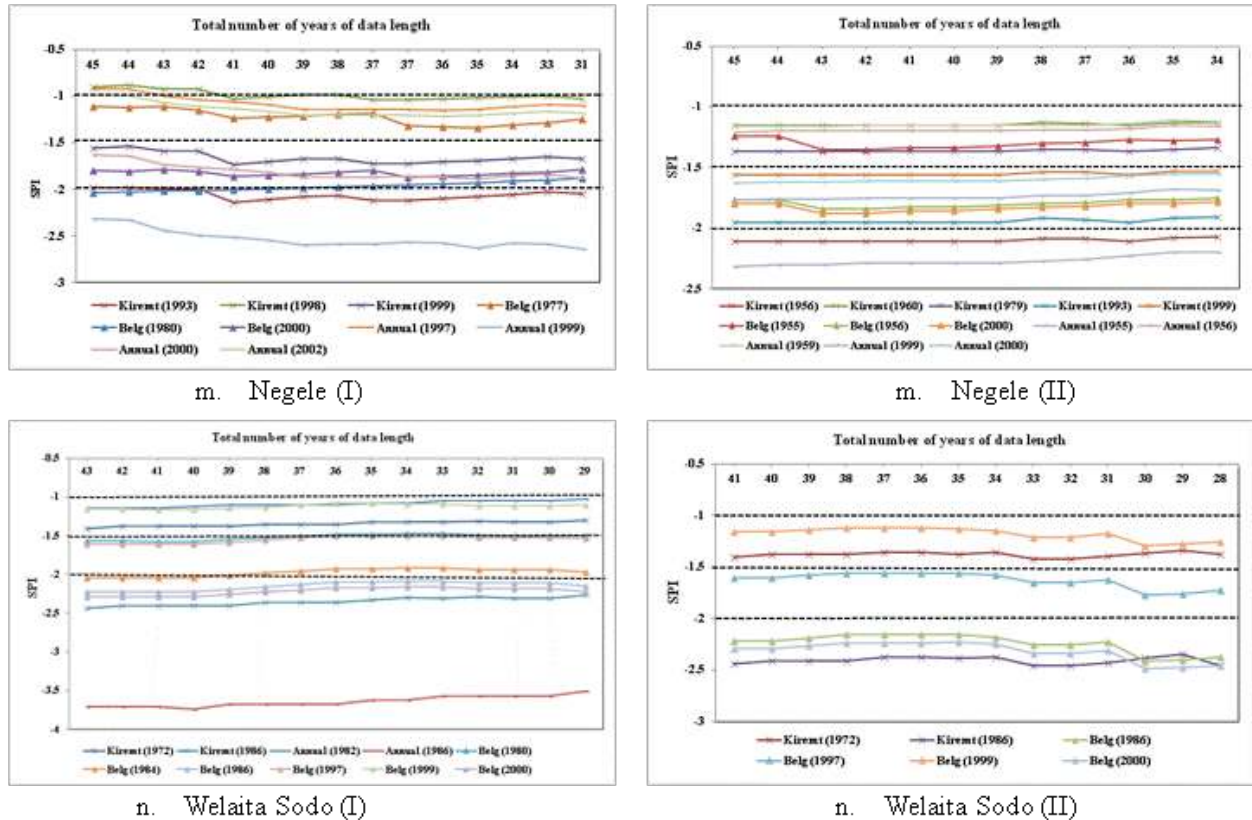 Total number of years of data length
-0.5
45 44 43 42 41 40 39 38 37 37 36 35 34 33 31
-1
-1.5
-2
-2.5
-3
SPI
Kiremt (1993) Kiremt (1998) Kiremt (1999) Belg (1977)
Belg (1980) Belg (2000) Annual (1997) Annual (1999)
Annual (2000) Annual (2002)
m. Negele (I)
Total number of years of data length
-0.5
45 44 43 42 41 40 39 38 37 36 35 34
-1
-1.5
-2
-2.5
SPI
Kiremt (1956) Kiremt (1960) Kiremt (1979) Kiremt (1993) Kiremt (1999)
Belg (1955) Belg (1956) Belg (2000) Annual (1955) Annual (1956)
Annual (1959) Annual (1999) Annual (2000)
m. Negele (II)
Total number of years of data length
-0.5
43 42 41 40 39 38 37 36 35 34 33 32 31 30 29
-1
-1.5
-2
-2.5
-3.5
-4
SPI
Kiremt (1972) Kiremt (1986) Annual (1982) Annual (1986) Belg (1980)
Belg (1984) Belg (1986) Belg (1997) Belg (1999) Belg (2000)
n. Welaita Sodo (I)
Total number of years of data length
-0.5
41 40 39 38 37 36 35 34 33 32 31 30 29 28
-1
-1.5
-2
-2.5
-3
SPI
Kiremt (1972) Kiremt (1986) Belg (1986)
Belg (1997) Belg (1999) Belg (2000)
n. Welaita Sodo (II)